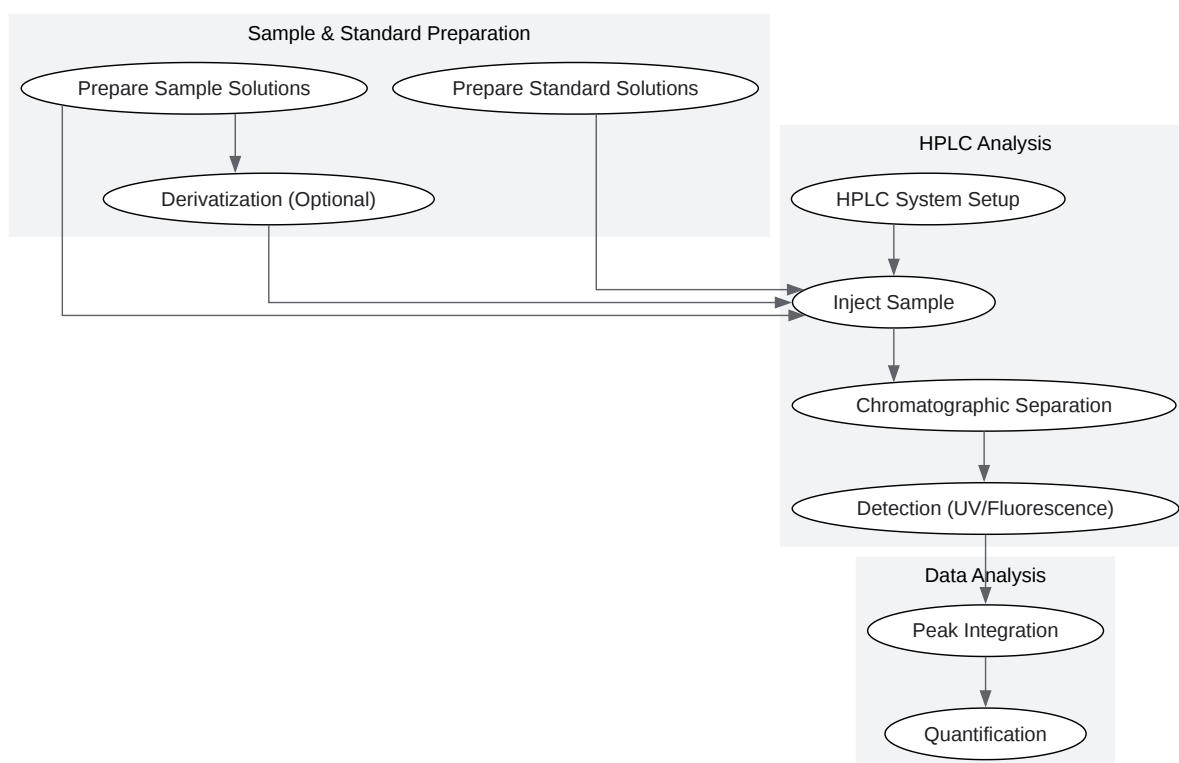 Sample & Standard Preparation
Prepare Sample Solutions
Prepare Standard Solutions
Derivatization (Optional)
HPLC Analysis
HPLC System Setup
Inject Sample
Chromatographic Separation
Detection (UV/Fluorescence)
Data Analysis
Peak Integration
Quantification